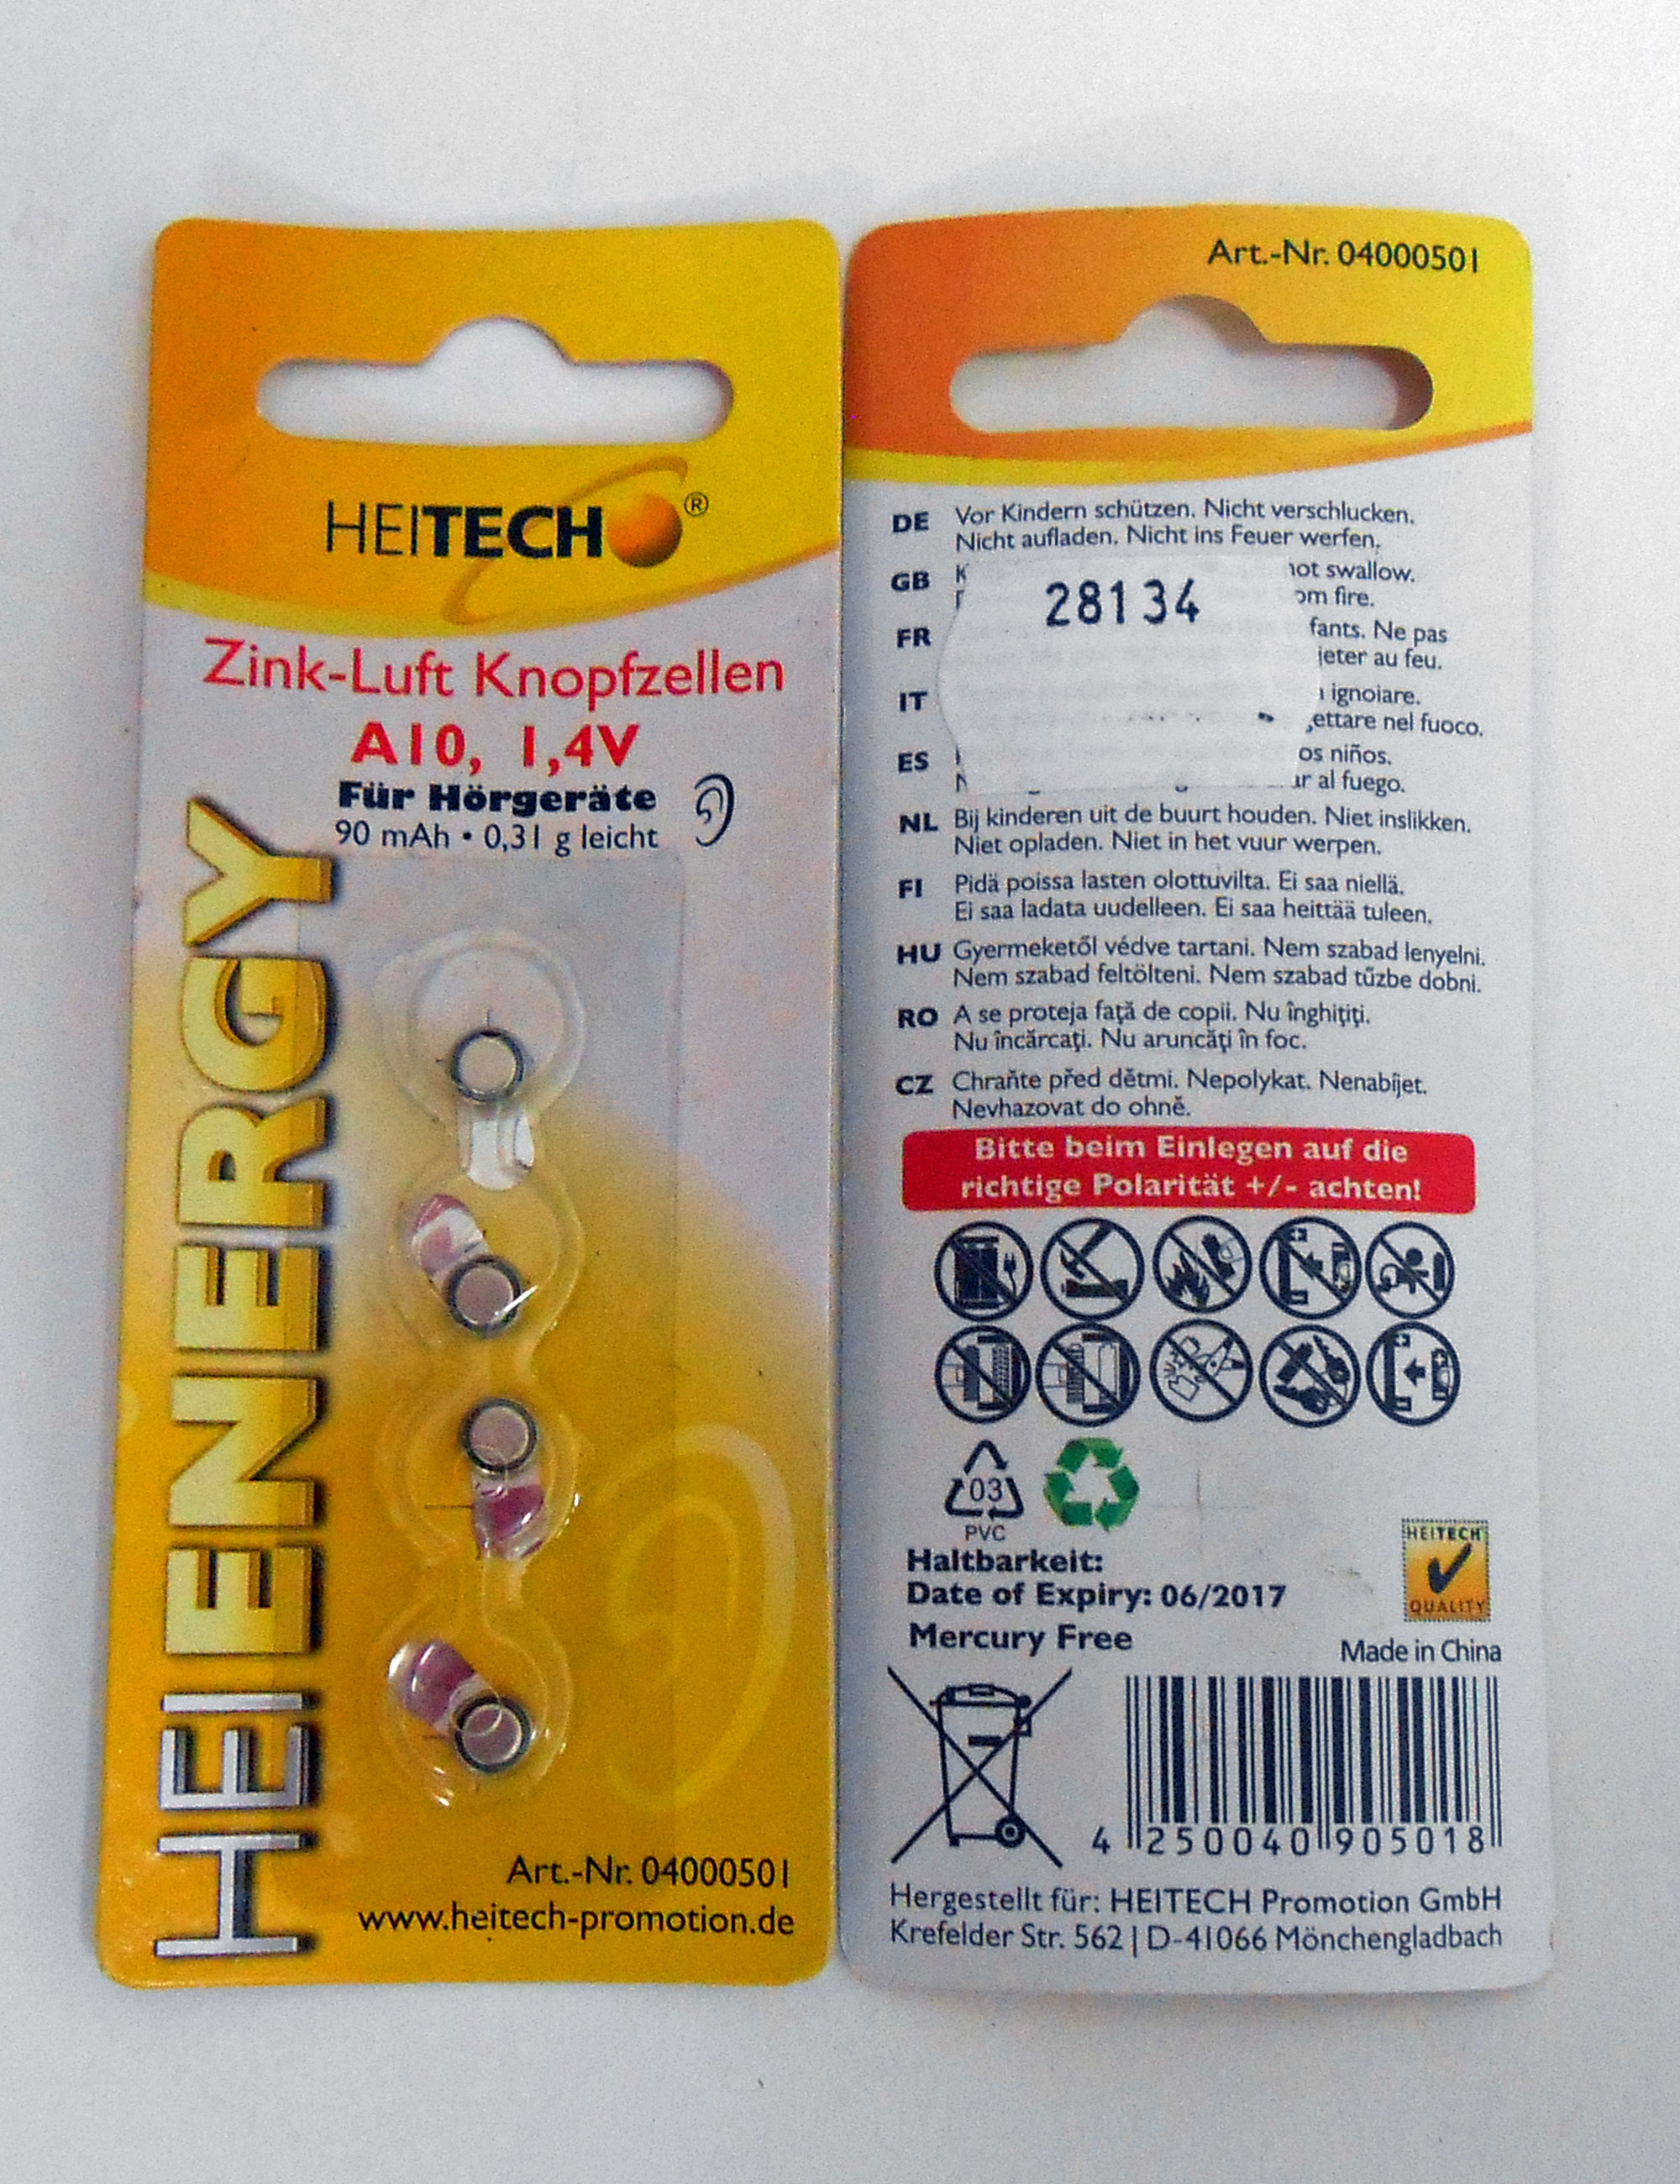 HEITECH®
Zink-Luft Knopfzellen
A10, 1,4V
Für Hörgeräte
90 mAh • 0,31 g leicht
HEIENERGY
Art.-Nr. 04000501
www.heitech-promotion.de
Art.-Nr. 04000501
DE Vor Kindern schützen. Nicht verschlucken.
Nicht aufladen. Nicht ins Feuer werfen.
28134
GB swallow.
fire.
FR Ne pas
jeter au feu.
IT ignoiare.
nel fuoco.
ES niños.
al fuego.
NL Bij kinderen uit de buurt houden. Niet inslikken.
Niet opladen. Niet in het vuur werpen.
FI Pidä poissa lasten olottuvilta. Ei saa niellä.
Ei saa ladata uudelleen. Ei saa heittää tuleen.
HU Gyermeketől védve tartani. Nem szabad lenyelni.
Nem szabad feltölteni. Nem szabad tűzbe dobni.
RO A se proteja faţă de copii. Nu înghiţiţi.
Nu încărcaţi. Nu aruncăţi în foc.
CZ Chraňte před dětmi. Nepolykat. Nenabíjet.
Nevhazovat do ohně.
Bitte beim Einlegen auf die
richtige Polarität +/- achten!
03
PVC
Haltbarkeit:
Date of Expiry: 06/2017
Mercury Free
HEITECH
QUALITY
Made in China
4 250040 905018
Hergestellt für: HEITECH Promotion GmbH
Krefelder Str. 562 | D-41066 Mönchengladbach